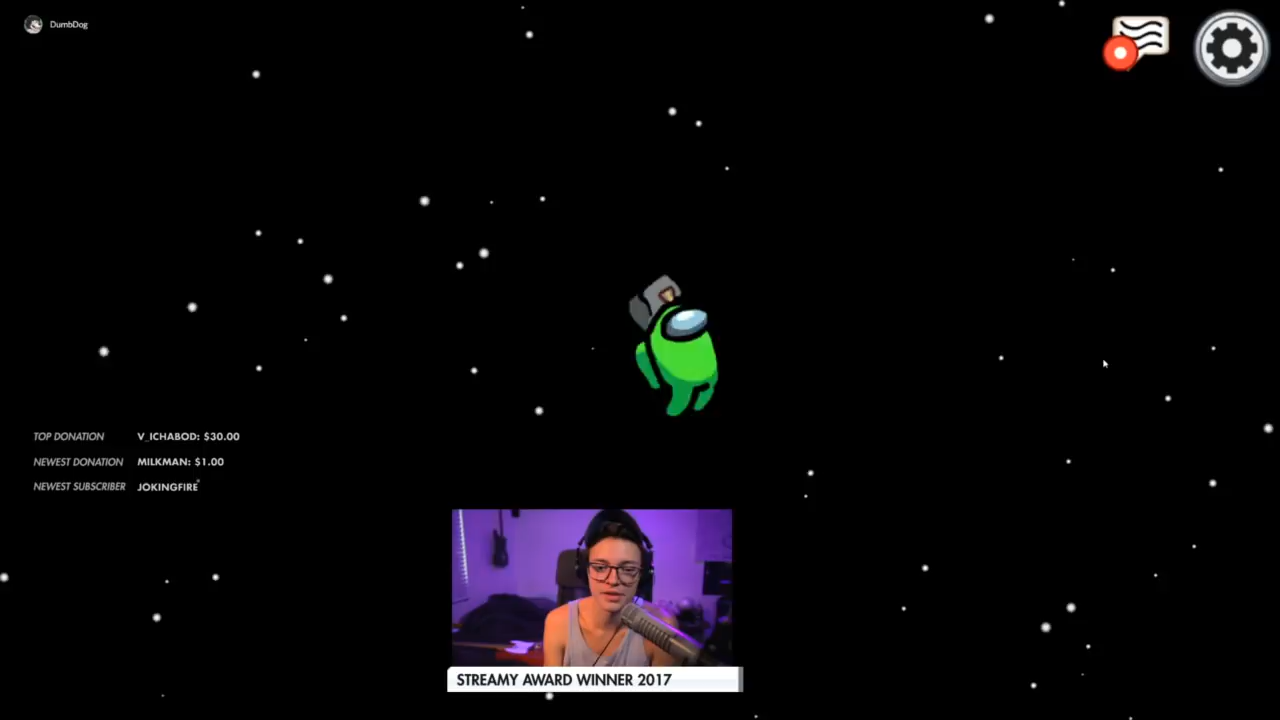 DumbDog
TOP DONATION V_ICHABOD: $30.00
NEWEST DONATION MILKMAN: $1.00
NEWEST SUBSCRIBER JOKINGFIRE
STREAMY AWARD WINNER 2017